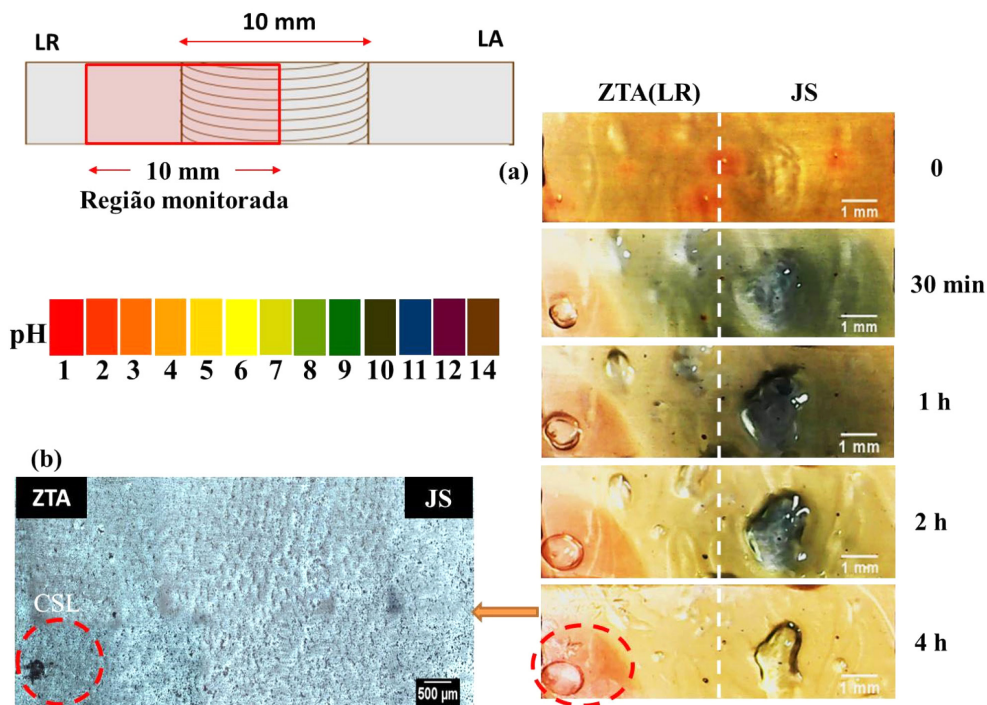 10 mm
LR
LA
10 mm
Região monitorada
(a)
ZTA(LR) JS
0
1 mm
30 min
1 mm
1 h
1 mm
2 h
1 mm
4 h
1 mm
pH
1 2 3 4 5 6 7 8 9 10 11 12 14
(b)
ZTA
JS
CSL
500 µm